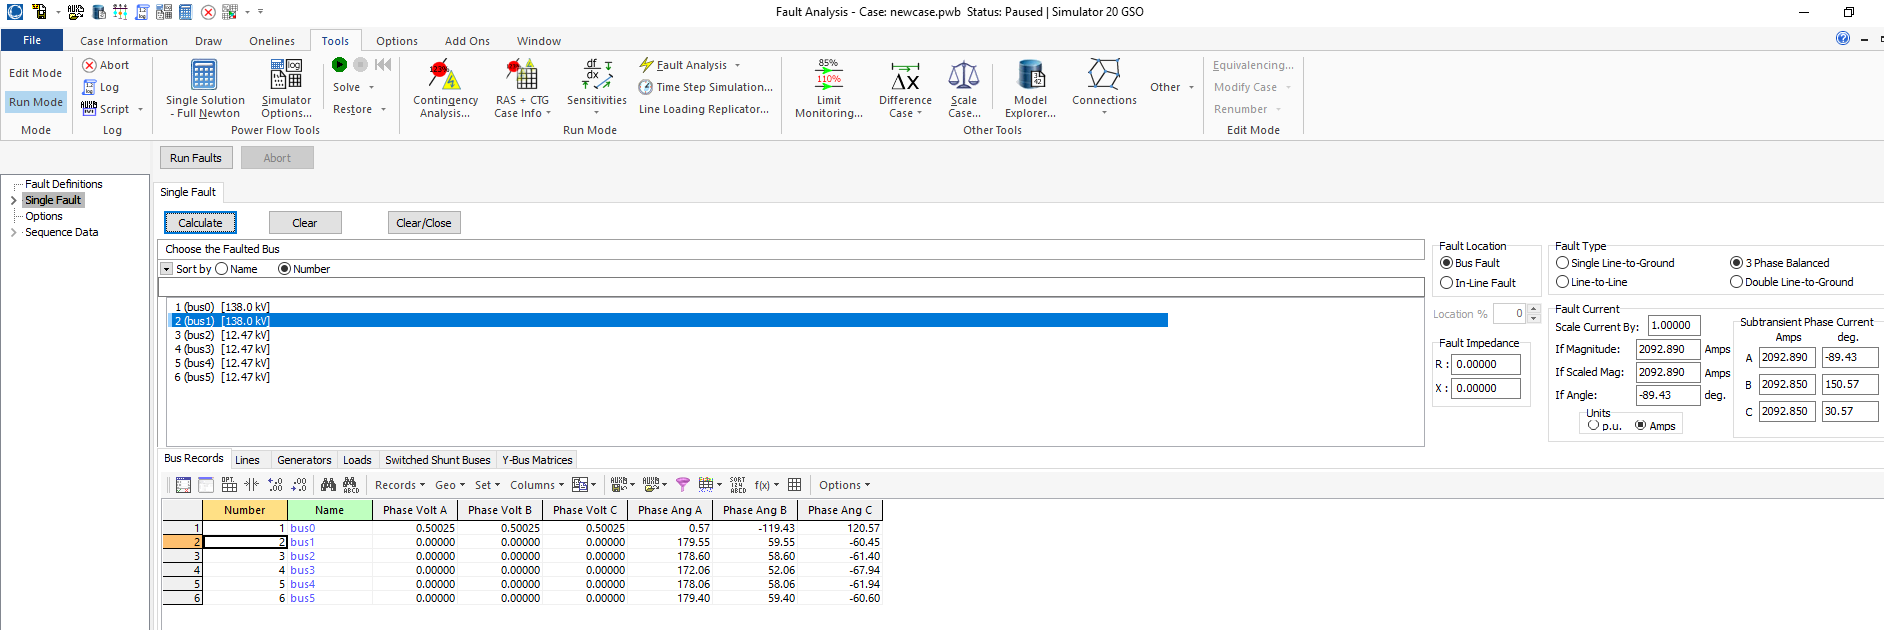 Fault Analysis - Case: newcase.pwb Status: Paused | Simulator 20 GSO
File Case Information Draw Onelines Tools Options Add Ons Window
Edit Mode
Run Mode
Mode
Abort
Log
Script
Log
Single Solution
- Full Newton
Simulator
Options...
Solve
Restore
Power Flow Tools
Contingency
Analysis...
RAS + CTG
Case Info
Sensitivities
Fault Analysis
Time Step Simulation...
Line Loading Replicator...
Run Mode
85%
110%
Limit
Monitoring...
Difference
Case
Scale
Case...
Model
Explorer...
Connections
Other
Other Tools
Equivalencing...
Modify Case
Renumber
Edit Mode
Run Faults Abort
Fault Definitions
Single Fault
Options
Sequence Data
Single Fault
Calculate Clear Clear/Close
Choose the Faulted Bus
Sort by Name Number
1 (bus0) [138.0 kV]
2 (bus1) [138.0 kV]
3 (bus2) [12.47 kV]
4 (bus3) [12.47 kV]
5 (bus4) [12.47 kV]
6 (bus5) [12.47 kV]
Fault Location
Bus Fault
In-Line Fault
Location % 0
Fault Impedance
R : 0.00000
X : 0.00000
Fault Type
Single Line-to-Ground 3 Phase Balanced
Line-to-Line Double Line-to-Ground
Fault Current
Scale Current By: 1.00000
If Magnitude: 2092.890 Amps
If Scaled Mag: 2092.890 Amps
If Angle: -89.43 deg.
Units
p.u. Amps
Subtransient Phase Current
Amps deg.
A 2092.890 -89.43
B 2092.850 150.57
C 2092.850 30.57
Bus Records Lines Generators Loads Switched Shunt Buses Y-Bus Matrices
Records Geo Set Columns f(x) Options
Number Name Phase Volt A Phase Volt B Phase Volt C Phase Ang A Phase Ang B Phase Ang C
1 1 bus0 0.50025 0.50025 0.50025 0.57 -119.43 120.57
2 2 bus1 0.00000 0.00000 0.00000 179.55 59.55 -60.45
3 3 bus2 0.00000 0.00000 0.00000 178.60 58.60 -61.40
4 4 bus3 0.00000 0.00000 0.00000 172.06 52.06 -67.94
5 5 bus4 0.00000 0.00000 0.00000 178.06 58.06 -61.94
6 6 bus5 0.00000 0.00000 0.00000 179.40 59.40 -60.60